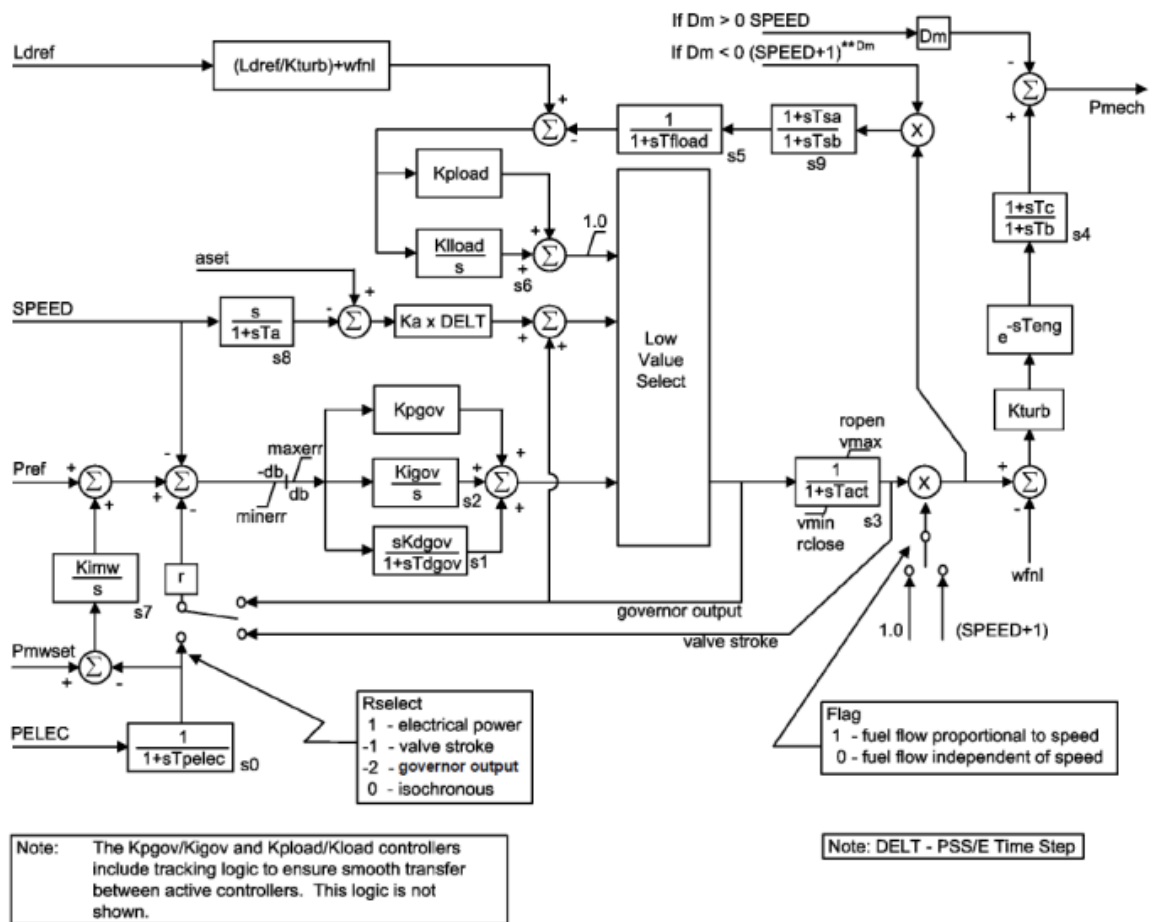 If Dm > 0 SPEED
Dm
Ldref
If Dm < 0 (SPEED+1)**Dm
(Ldref/Kturb)+wfnl
-
Σ
Pmech
+
+
Σ
-
1
1+sTfload
s5
1+sTsa
1+sTsb
s9
X
Kpload
1.0
1+sTc
1+sTb
s4
KIload
s
s6
+
+
Σ
aset
SPEED
s
1+sTa
s8
+
-
Σ
Ka x DELT
+
+
Σ
Low
Value
Select
e-sTeng
Kturb
Kpgov
ropen
vmax
Pref
+
+
Σ
-
+
-
Σ
-db
db
maxerr
minerr
Kigov
s
s2
+
+
+
Σ
1
1+sTact
s3
vmin
rclose
X
+
-
Σ
sKdgov
1+sTdgov
s1
wfnl
Kimw
s
s7
r
governor output
valve stroke
1.0
(SPEED+1)
Pmwset
+
-
Σ
PELEC
1
1+sTpelec
s0
Rselect
1 - electrical power
-1 - valve stroke
-2 - governor output
0 - isochronous
Flag
1 - fuel flow proportional to speed
0 - fuel flow independent of speed
Note: The Kpgov/Kigov and Kpload/Kload controllers
include tracking logic to ensure smooth transfer
between active controllers. This logic is not
shown.
Note: DELT - PSS/E Time Step